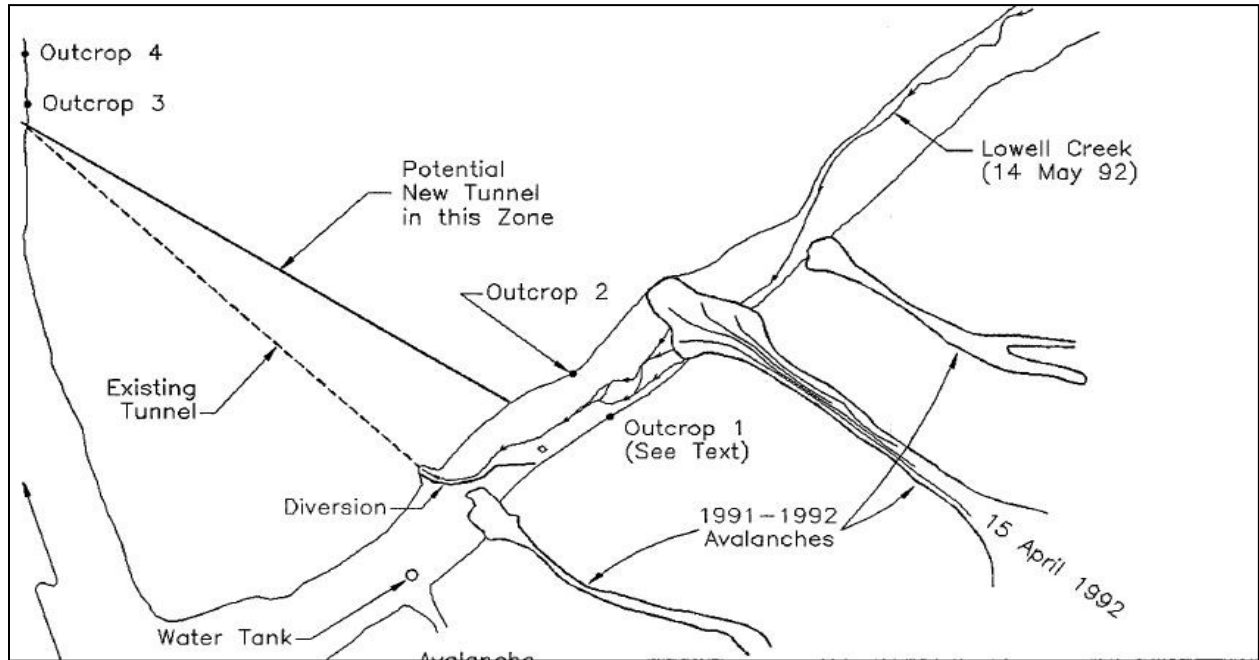 Outcrop 4
Outcrop 3
Potential
New Tunnel
in this Zone
Lowell Creek
(14 May 92)
Outcrop 2
Existing
Tunnel
Outcrop 1
(See Text)
Diversion
1991-1992
Avalanches
15 April 1992
Water Tank
Avalanche